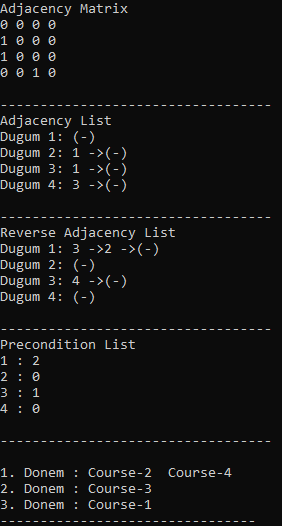 Adjacency Matrix
0 0 0 0
1 0 0 0
1 0 0 0
0 0 1 0
----------------------------------
Adjacency List
Dugum 1: (-)
Dugum 2: 1 ->(-)
Dugum 3: 1 ->(-)
Dugum 4: 3 ->(-)
----------------------------------
Reverse Adjacency List
Dugum 1: 3 ->2 ->(-)
Dugum 2: (-)
Dugum 3: 4 ->(-)
Dugum 4: (-)
----------------------------------
Precondition List
1 : 2
2 : 0
3 : 1
4 : 0
----------------------------------
1. Donem : Course-2  Course-4
2. Donem : Course-3
3. Donem : Course-1
--------------------------------